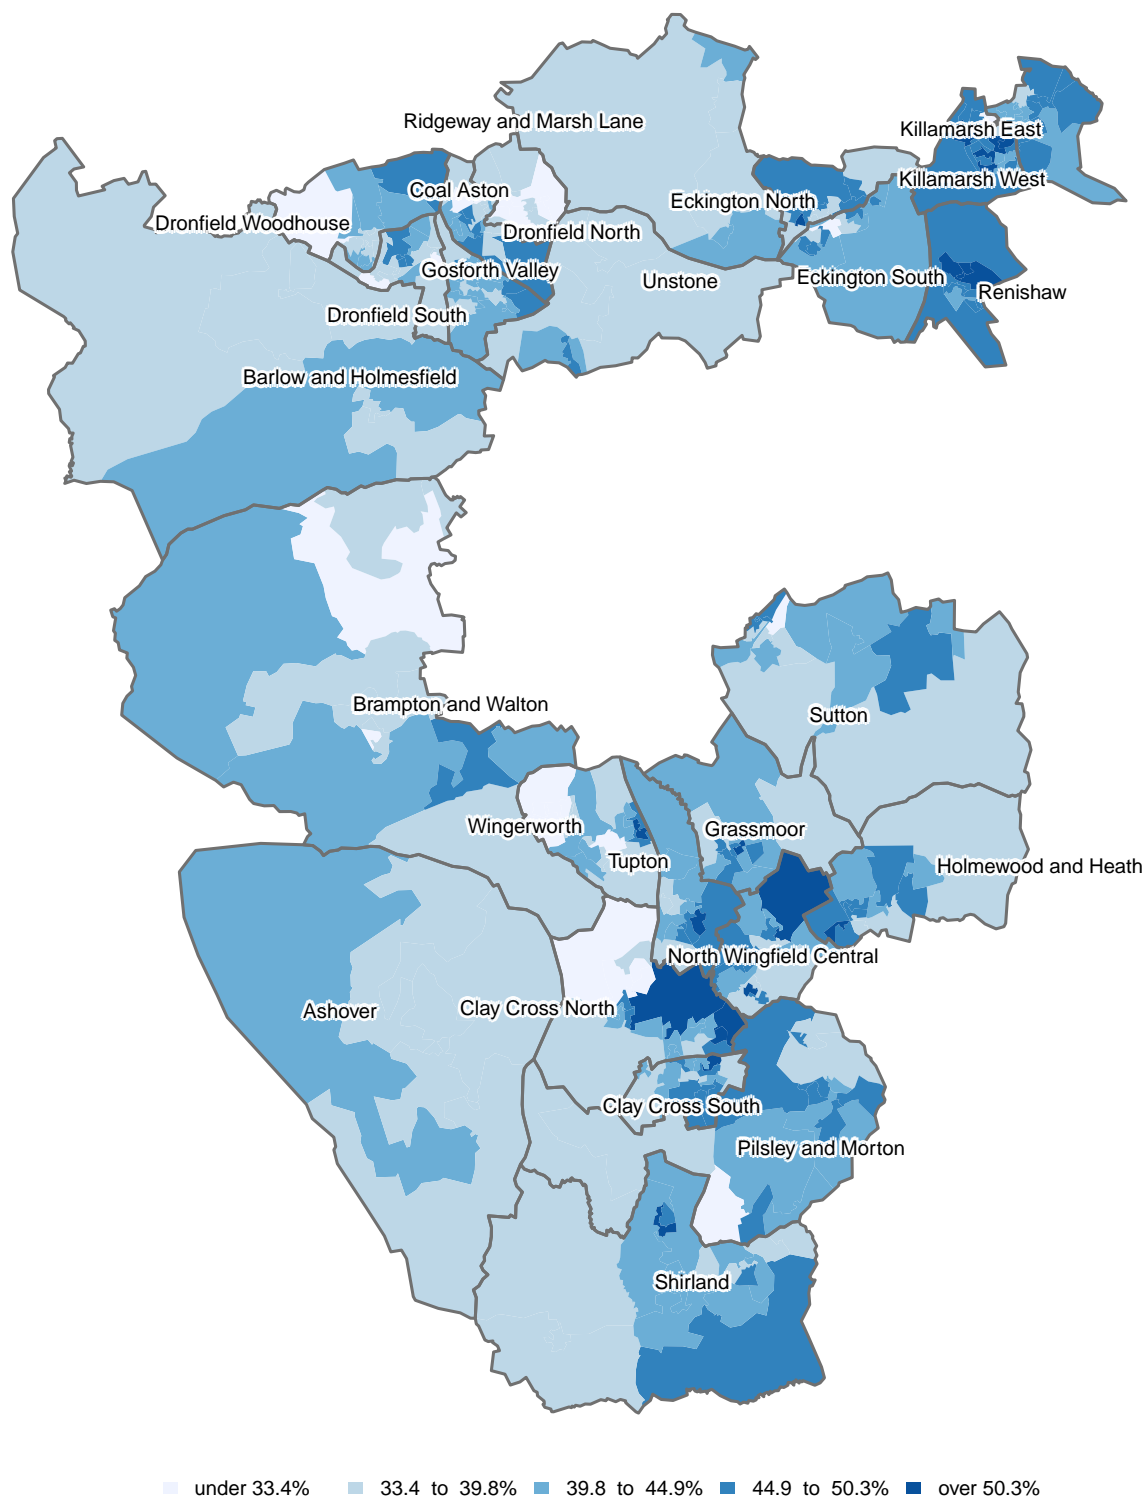 Ridgeway and Marsh Lane
Killamarsh East
Killamarsh West
Coal Aston
Eckington North
Dronfield Woodhouse
Dronfield North
Gosforth Valley
Unstone
Eckington South
Renishaw
Dronfield South
Barlow and Holmesfield
Brampton and Walton
Sutton
Wingerworth
Grassmoor
Tupton
Holmewood and Heath
North Wingfield Central
Ashover
Clay Cross North
Clay Cross South
Pilsley and Morton
Shirland
under 33.4% 33.4 to 39.8% 39.8 to 44.9% 44.9 to 50.3% over 50.3%